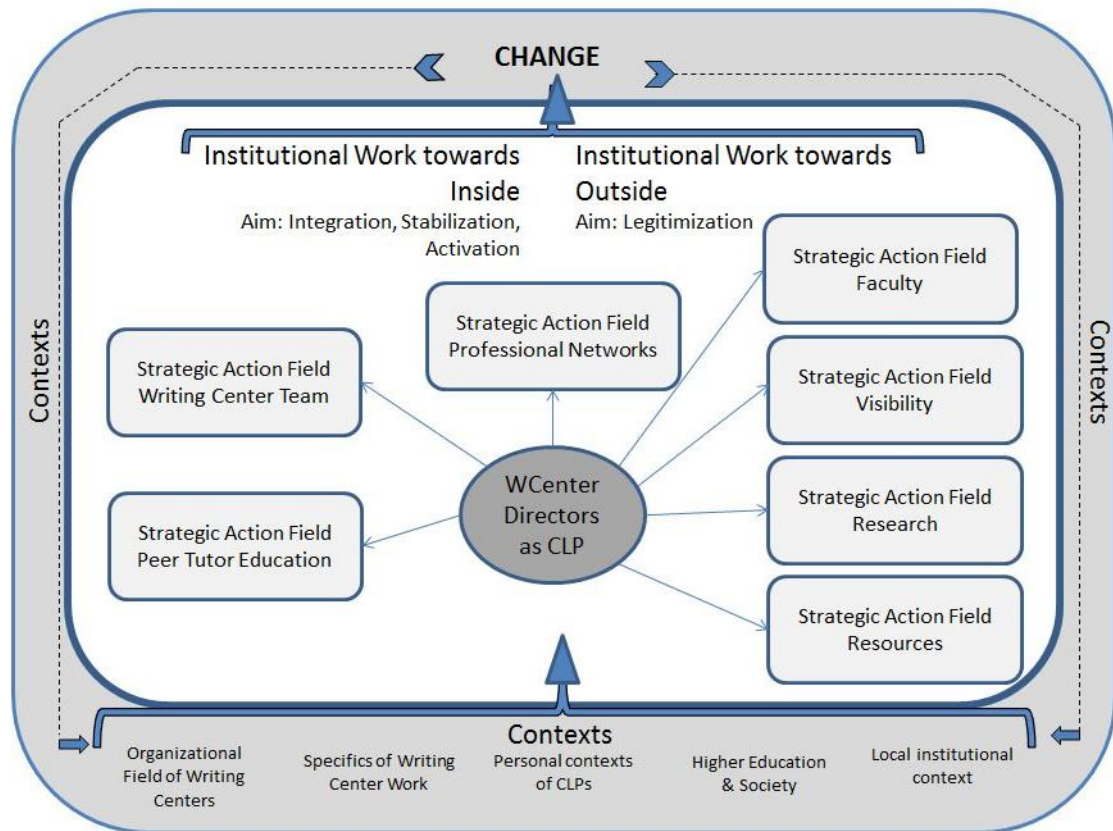 CHANGE
Institutional Work towards
Inside
Aim: Integration, Stabilization,
Activation
Institutional Work towards
Outside
Aim: Legitimization
Strategic Action Field
Faculty
Strategic Action Field
Professional Networks
Strategic Action Field
Writing Center Team
Strategic Action Field
Visibility
Contexts
Contexts
WCenter
Directors
as CLP
Strategic Action Field
Research
Strategic Action Field
Peer Tutor Education
Strategic Action Field
Resources
Contexts
Organizational
Field of Writing
Centers
Specifics of Writing
Center Work
Personal contexts
of CLPs
Higher Education
& Society
Local institutional
context